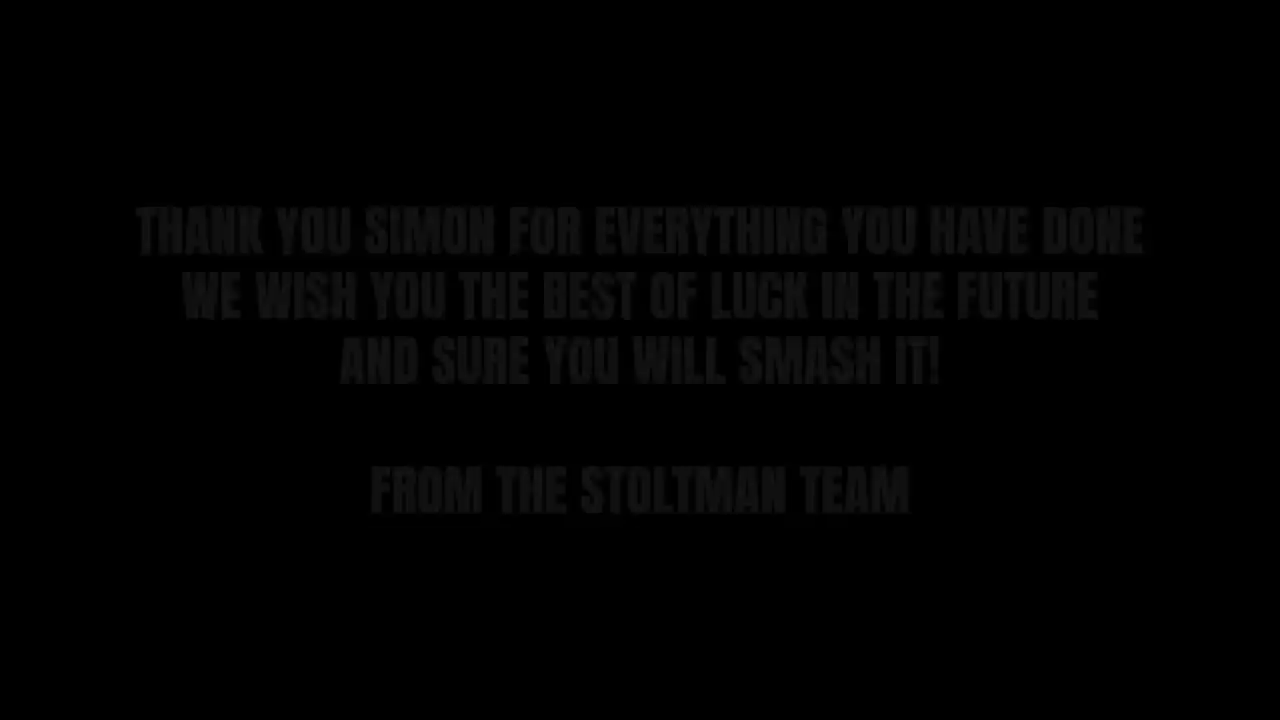 THANK YOU SIMON FOR EVERYTHING YOU HAVE DONE
WE WISH YOU THE BEST OF LUCK IN THE FUTURE
AND SURE YOU WILL SMASH IT!
FROM THE STOLTMAN TEAM